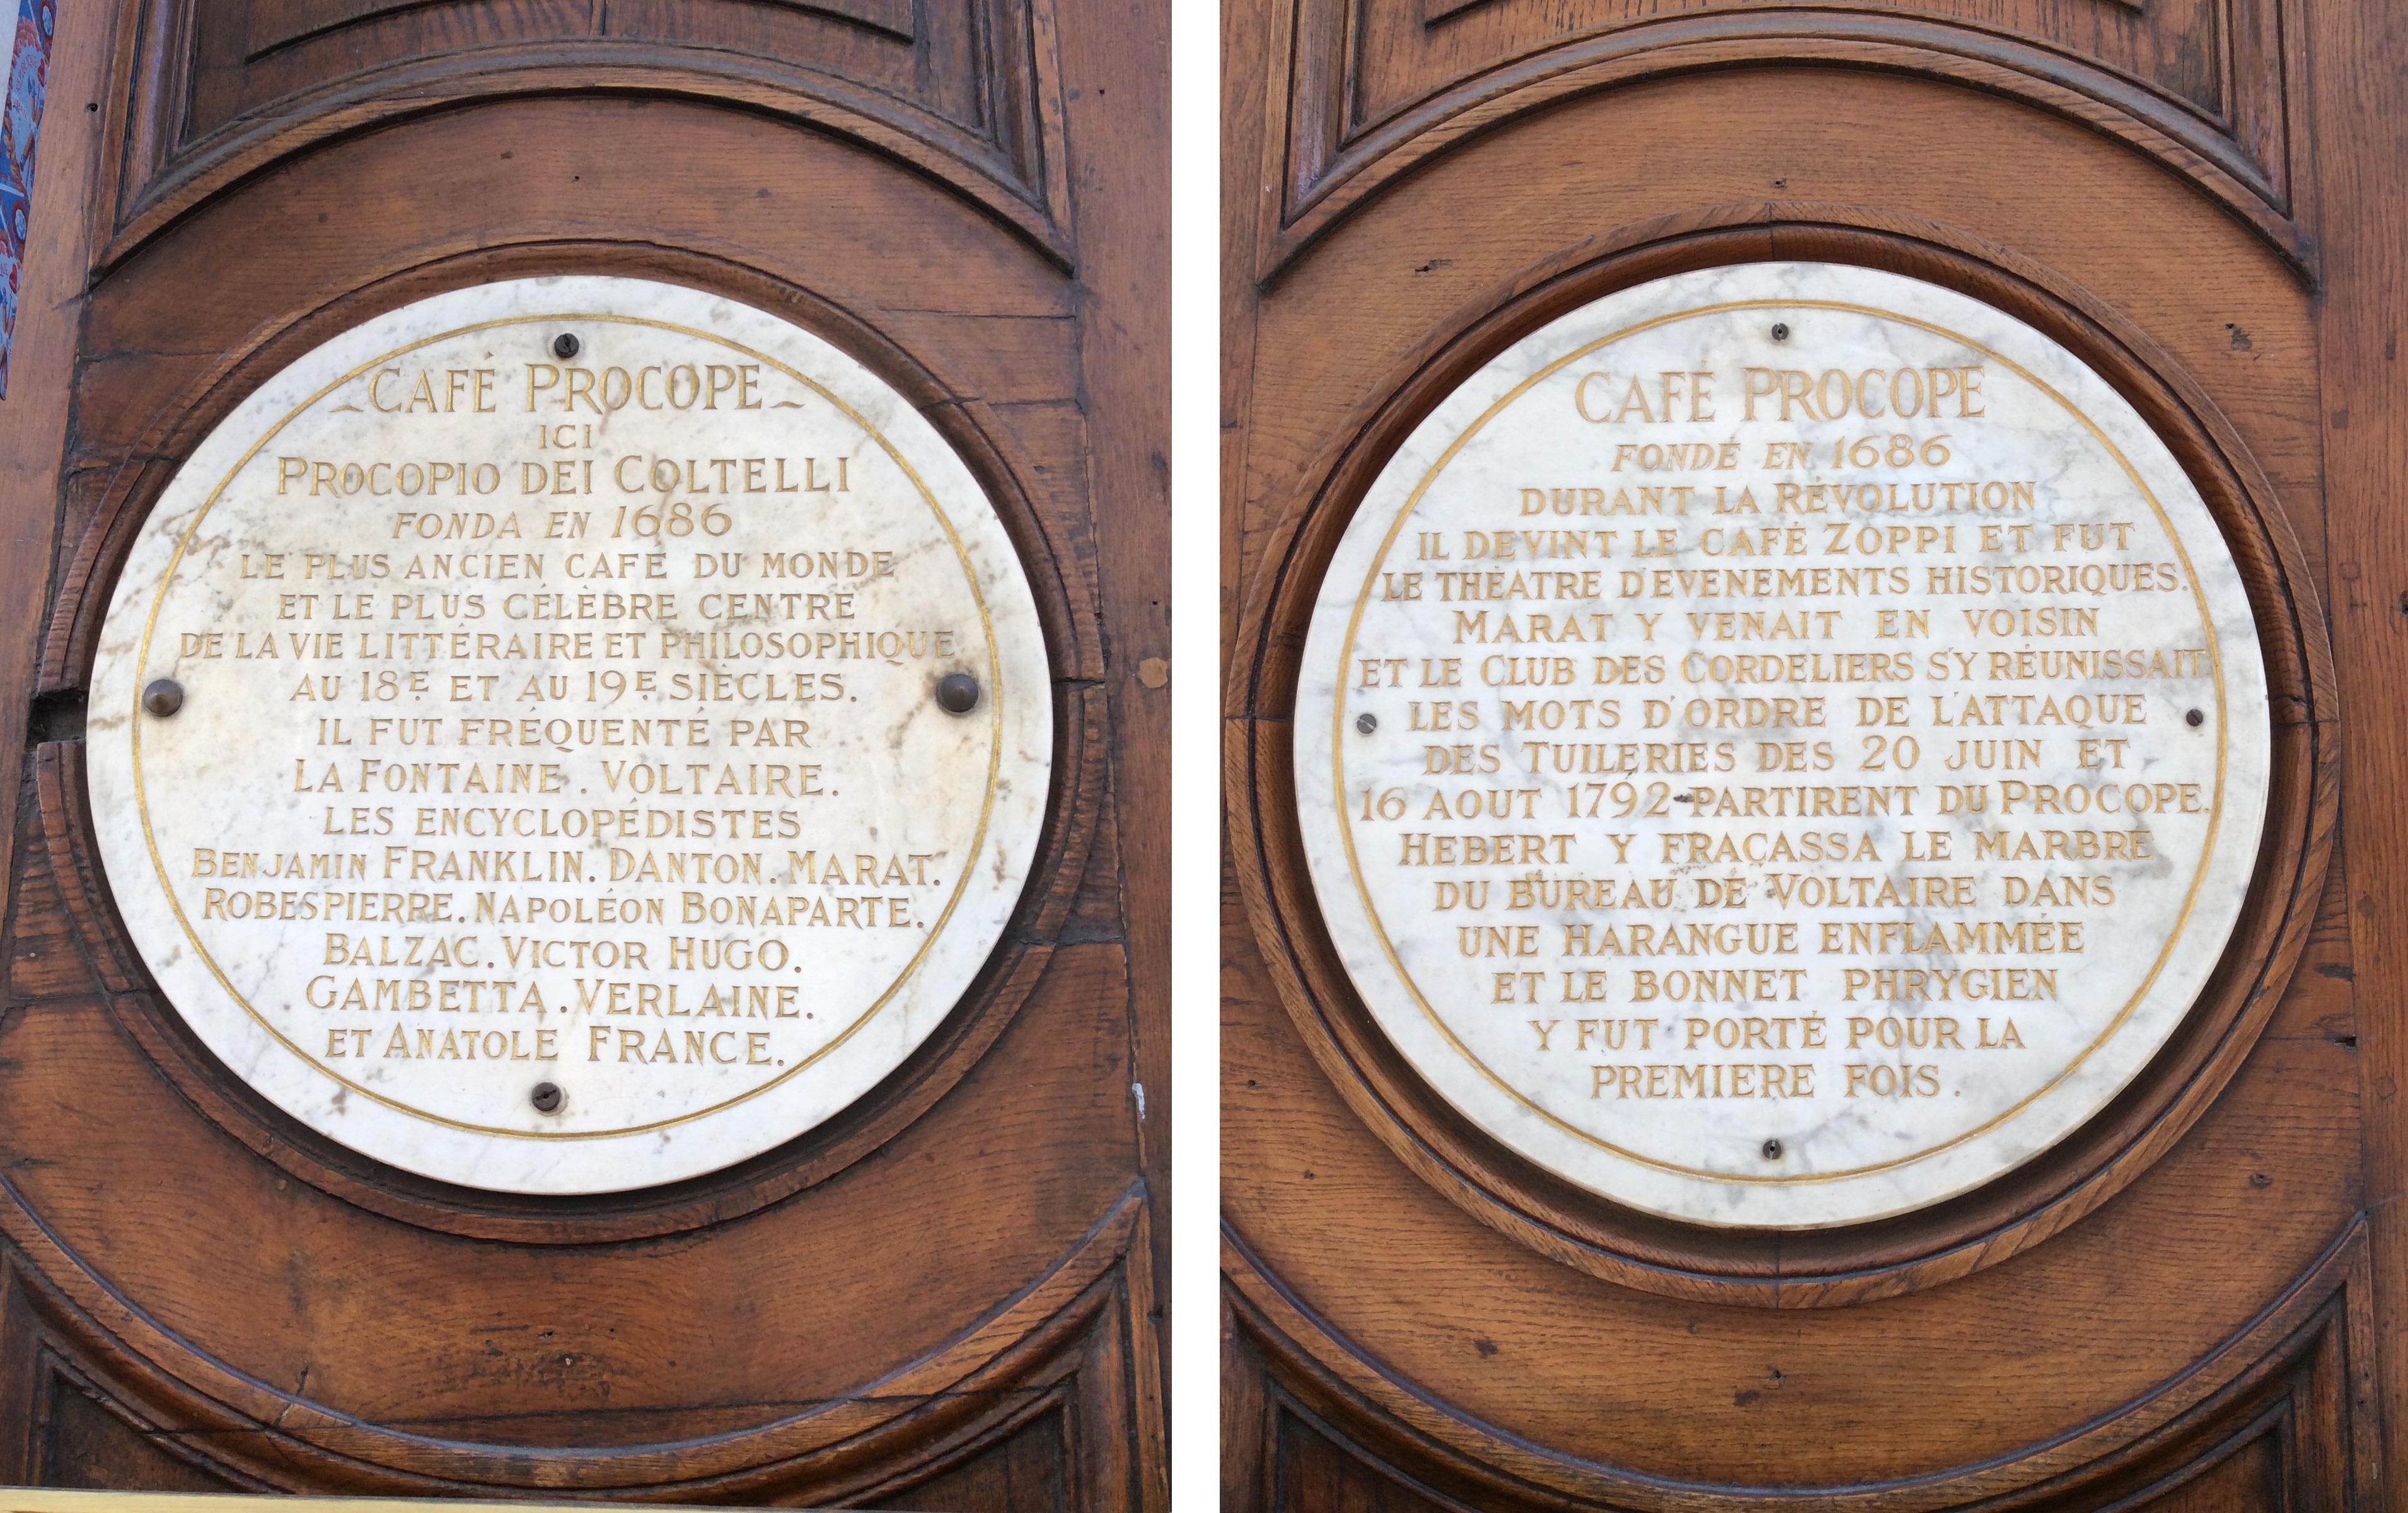 ~CAFÉ PROCOPE~
ICI
PROCOPIO DEI COLTELLI
FONDA EN 1686
LE PLUS ANCIEN CAFÉ DU MONDE
ET LE PLUS CÉLÈBRE CENTRE
DE LA VIE LITTÉRAIRE ET PHILOSOPHIQUE
AU 18E ET AU 19E SIÈCLES.
IL FUT FRÉQUENTÉ PAR
LA FONTAINE. VOLTAIRE.
LES ENCYCLOPÉDISTES
BENJAMIN FRANKLIN. DANTON. MARAT.
ROBESPIERRE. NAPOLÉON BONAPARTE.
BALZAC. VICTOR HUGO.
GAMBETTA. VERLAINE.
ET ANATOLE FRANCE.
CAFE PROCOPE
FONDÉ EN 1686
DURANT LA RÉVOLUTION
IL DEVINT LE CAFÉ ZOPPI ET FUT
LE THÉATRE D'EVENEMENTS HISTORIQUES.
MARAT Y VENAIT EN VOISIN
ET LE CLUB DES CORDELIERS S'Y RÉUNISSAIT.
LES MOTS D'ORDRE DE L'ATTAQUE
DES TUILERIES DES 20 JUIN ET
16 AOUT 1792 PARTIRENT DU PROCOPE.
HEBERT Y FRAÇASSA LE MARBRE
DU BUREAU DE VOLTAIRE DANS
UNE HARANGUE ENFLAMMÉE
ET LE BONNET PHRYGIEN
Y FUT PORTÉ POUR LA
PREMIERE FOIS.